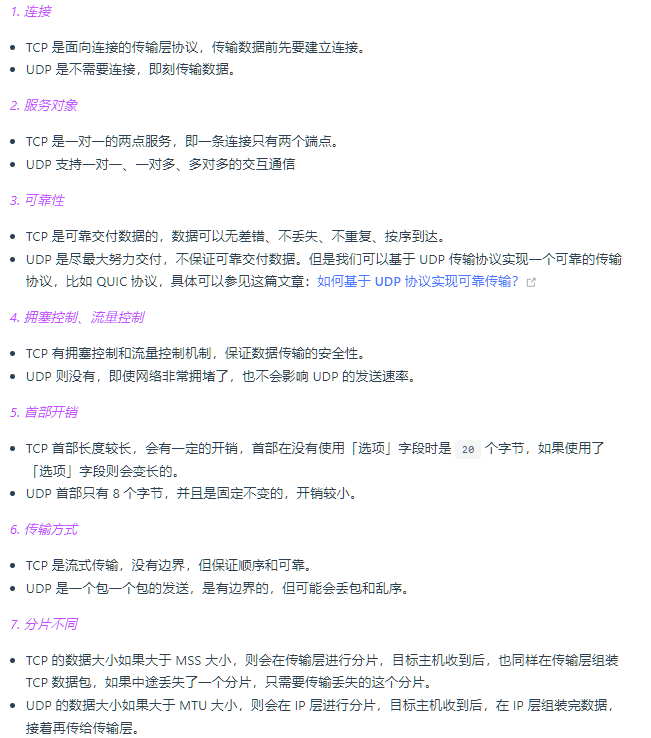 1. 连接
TCP 是面向连接的传输层协议，传输数据前先要建立连接。
UDP 是不需要连接，即刻传输数据。
2. 服务对象
TCP 是一对一的两点服务，即一条连接只有两个端点。
UDP 支持一对一、一对多、多对多的交互通信
3. 可靠性
TCP 是可靠交付数据的，数据可以无差错、不丢失、不重复、按序到达。
UDP 是尽最大努力交付，不保证可靠交付数据。但是我们可以基于 UDP 传输协议实现一个可靠的传输
协议，比如 QUIC 协议，具体可以参见这篇文章：如何基于 UDP 协议实现可靠传输？
4. 拥塞控制、流量控制
TCP 有拥塞控制和流量控制机制，保证数据传输的安全性。
UDP 则没有，即使网络非常拥堵了，也不会影响 UDP 的发送速率。
5. 首部开销
TCP 首部长度较长，会有一定的开销，首部在没有使用「选项」字段时是 20 个字节，如果使用了
「选项」字段则会变长的。
UDP 首部只有 8 个字节，并且是固定不变的，开销较小。
6. 传输方式
TCP 是流式传输，没有边界，但保证顺序和可靠。
UDP 是一个包一个包的发送，是有边界的，但可能会丢包和乱序。
7. 分片不同
TCP 的数据大小如果大于 MSS 大小，则会在传输层进行分片，目标主机收到后，也同样在传输层组装
TCP 数据包，如果中途丢失了一个分片，只需要传输丢失的这个分片。
UDP 的数据大小如果大于 MTU 大小，则会在 IP 层进行分片，目标主机收到后，在 IP 层组装完数据，
接着再传给传输层。